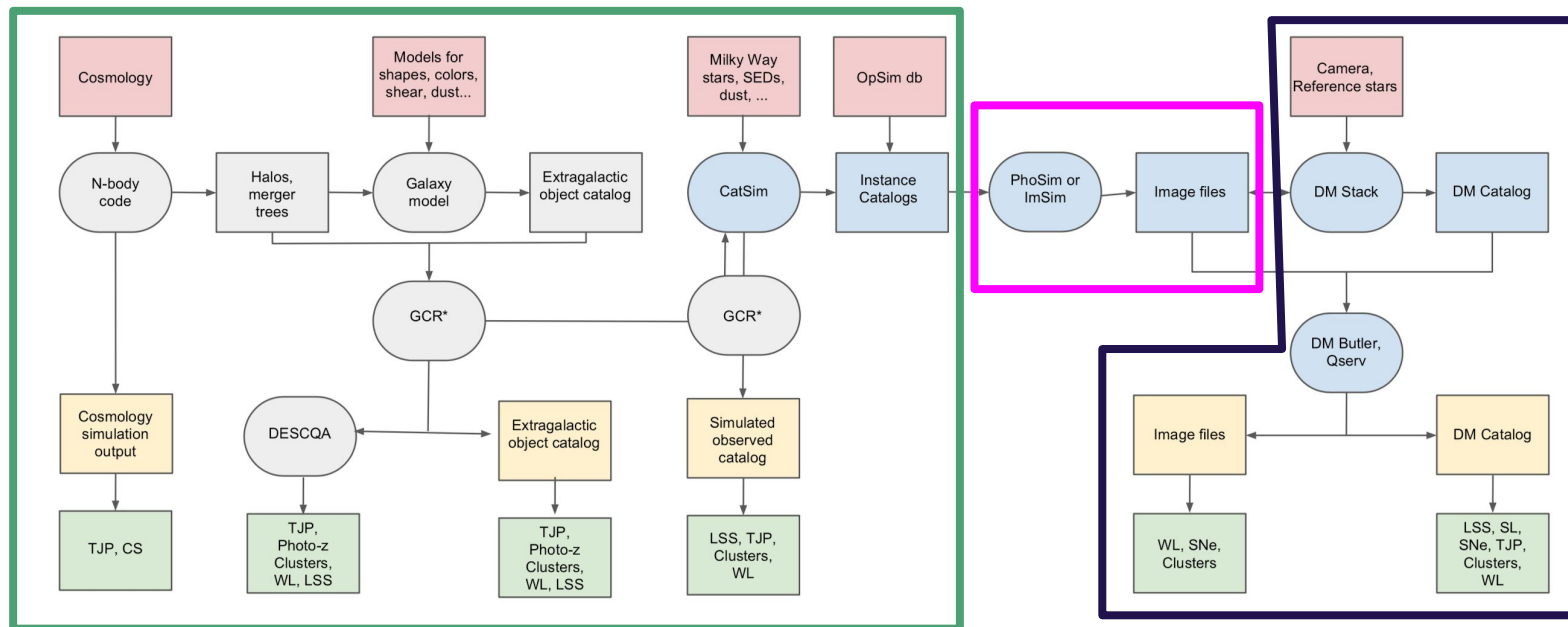 Cosmology
Models for
shapes, colors,
shear, dust...
Milky Way
stars, SEDs,
dust, ...
OpSim db
Camera,
Reference stars
N-body
code
Halos,
merger
trees
Galaxy
model
Extragalactic
object catalog
CatSim
Instance
Catalogs
PhoSim or
ImSim
Image files
DM Stack
DM Catalog
GCR*
GCR*
DM Butler,
Qserv
Cosmology
simulation
output
DESCQA
Extragalactic
object catalog
Simulated
observed
catalog
Image files
DM Catalog
TJP, CS
TJP,
Photo-z
Clusters,
WL, LSS
TJP,
Photo-z
Clusters,
WL, LSS
LSS, TJP,
Clusters,
WL
WL, SNe,
Clusters
LSS, SL,
SNe, TJP,
Clusters,
WL